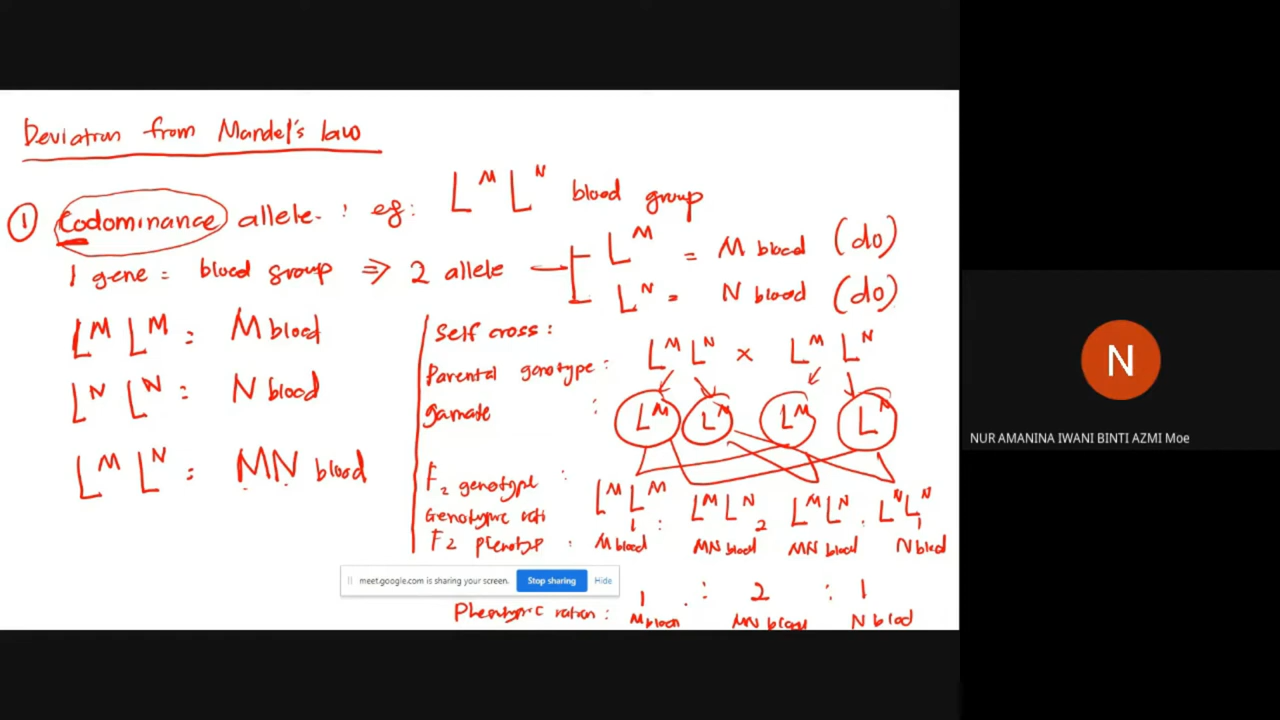 Deviation from Mandel's law
① Codominance allele : eg: L^M L^N blood group
1 gene = blood group ⇒ 2 allele
L^M = M blood (do)
L^N = N blood (do)
L^M L^M = M blood
L^N L^N = N blood
L^M L^N = MN blood
Self cross :
Parental genotype : L^M L^N × L^M L^N
gamate : L^M L^N L^M L^N
F2 genotype : L^M L^M L^M L^N L^M L^N L^N L^N
Genotypic rati 1 : 2 : 1
F2 phenotyp : M blood MN blood MN blood N blood
meet.google.com is sharing your screen. Stop sharing Hide
Phenotypic ration : 1 : 2 : 1
M blood MN blood N blood
N
NUR AMANINA IWANI BINTI AZMI Moe